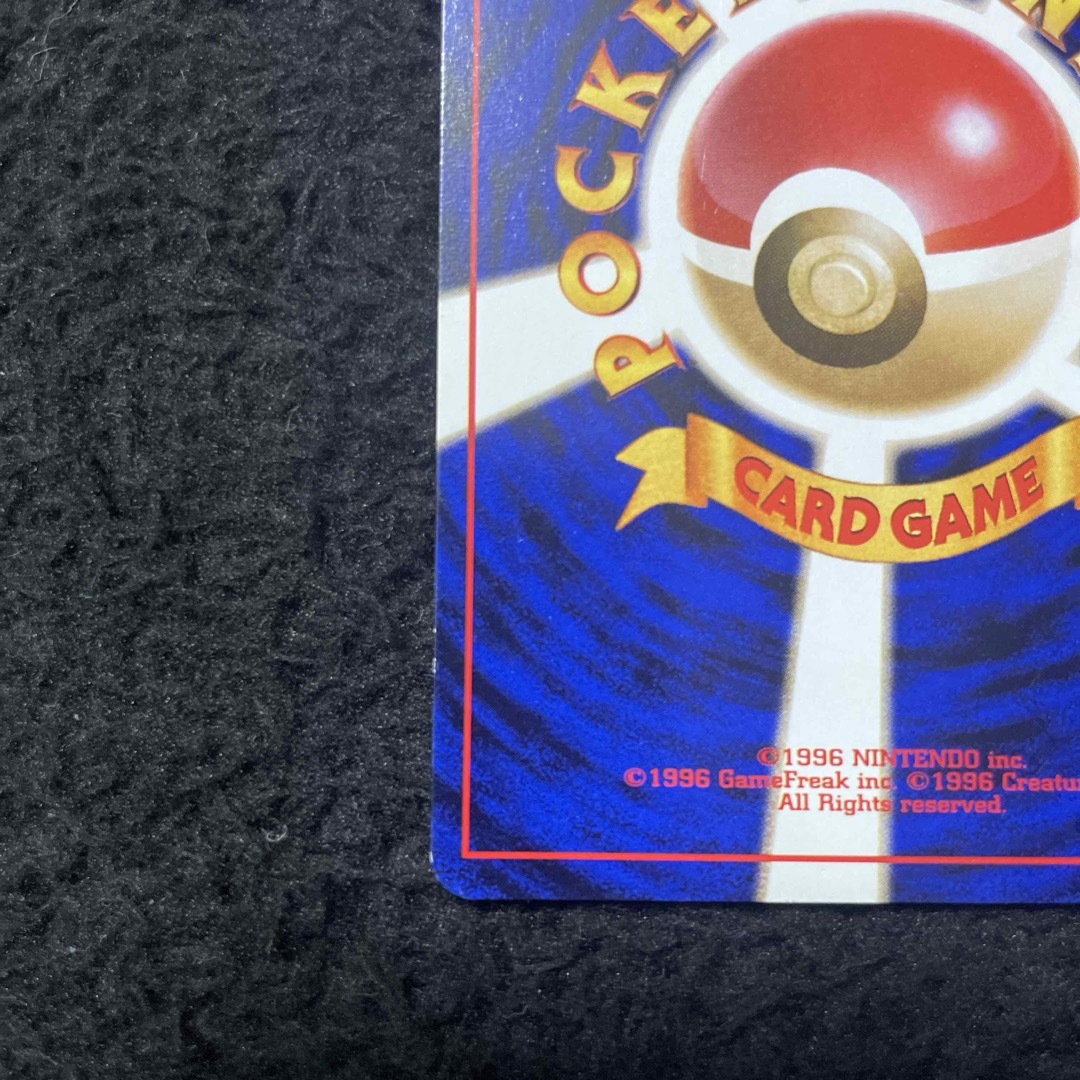 POCKE
CARD GAME
©1996 NINTENDO inc.
©1996 GameFreak inc. ©1996 Creatu
All Rights reserved.